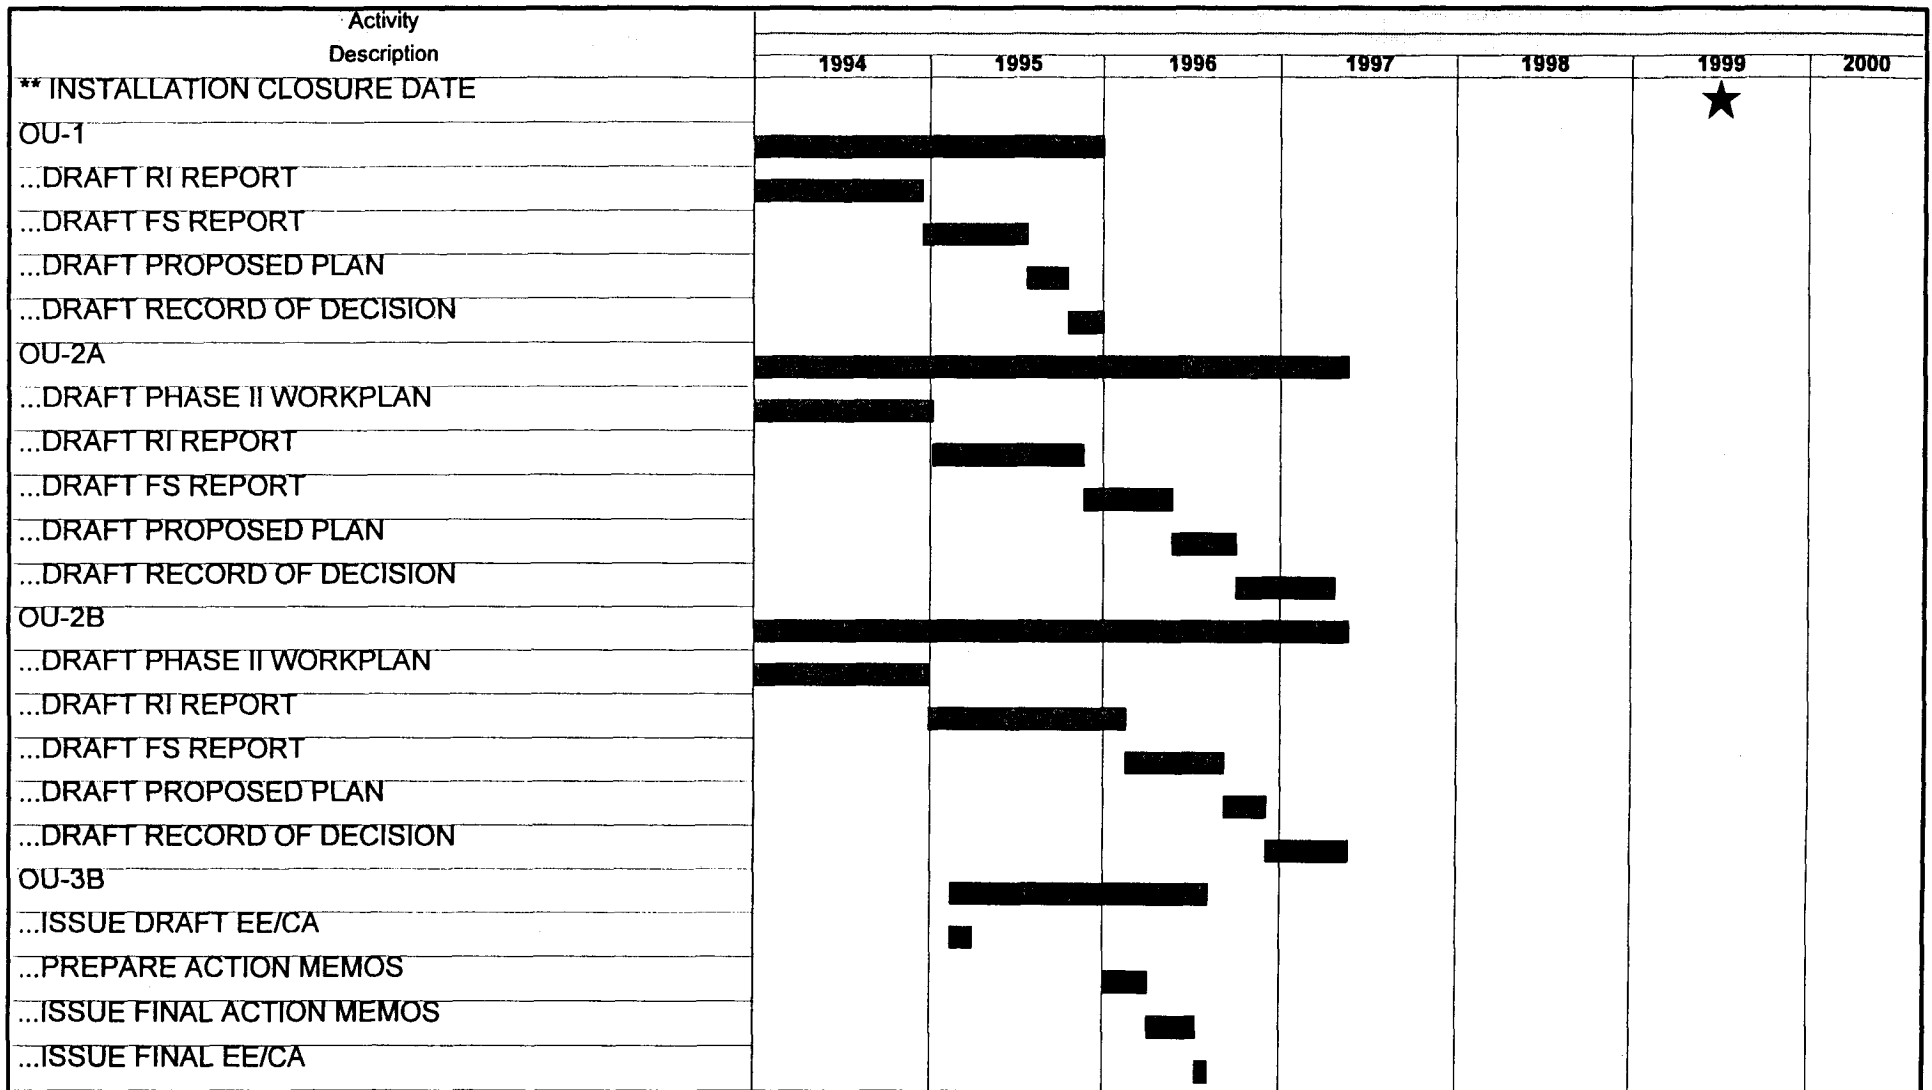 Activity
Description
1994 1995 1996 1997 1998 1999 2000
** INSTALLATION CLOSURE DATE
OU-1
...DRAFT RI REPORT
...DRAFT FS REPORT
...DRAFT PROPOSED PLAN
...DRAFT RECORD OF DECISION
OU-2A
...DRAFT PHASE II WORKPLAN
...DRAFT RI REPORT
...DRAFT FS REPORT
...DRAFT PROPOSED PLAN
...DRAFT RECORD OF DECISION
OU-2B
...DRAFT PHASE II WORKPLAN
...DRAFT RI REPORT
...DRAFT FS REPORT
...DRAFT PROPOSED PLAN
...DRAFT RECORD OF DECISION
OU-3B
...ISSUE DRAFT EE/CA
...PREPARE ACTION MEMOS
...ISSUE FINAL ACTION MEMOS
...ISSUE FINAL EE/CA